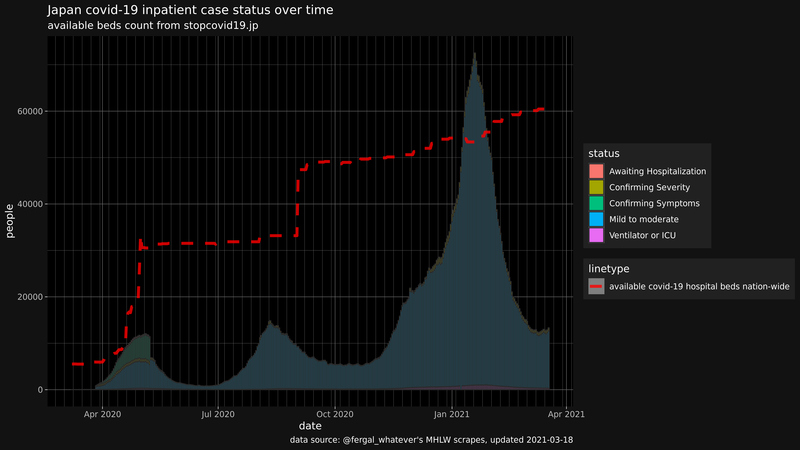 Japan covid-19 inpatient case status over time
available beds count from stopcovid19.jp
people
60000
40000
20000
0
Apr 2020
Jul 2020
Oct 2020
Jan 2021
Apr 2021
date
status
Awaiting Hospitalization
Confirming Severity
Confirming Symptoms
Mild to moderate
Ventilator or ICU
linetype
available covid-19 hospital beds nation-wide
data source: @fergal_whatever's MHLW scrapes, updated 2021-03-18